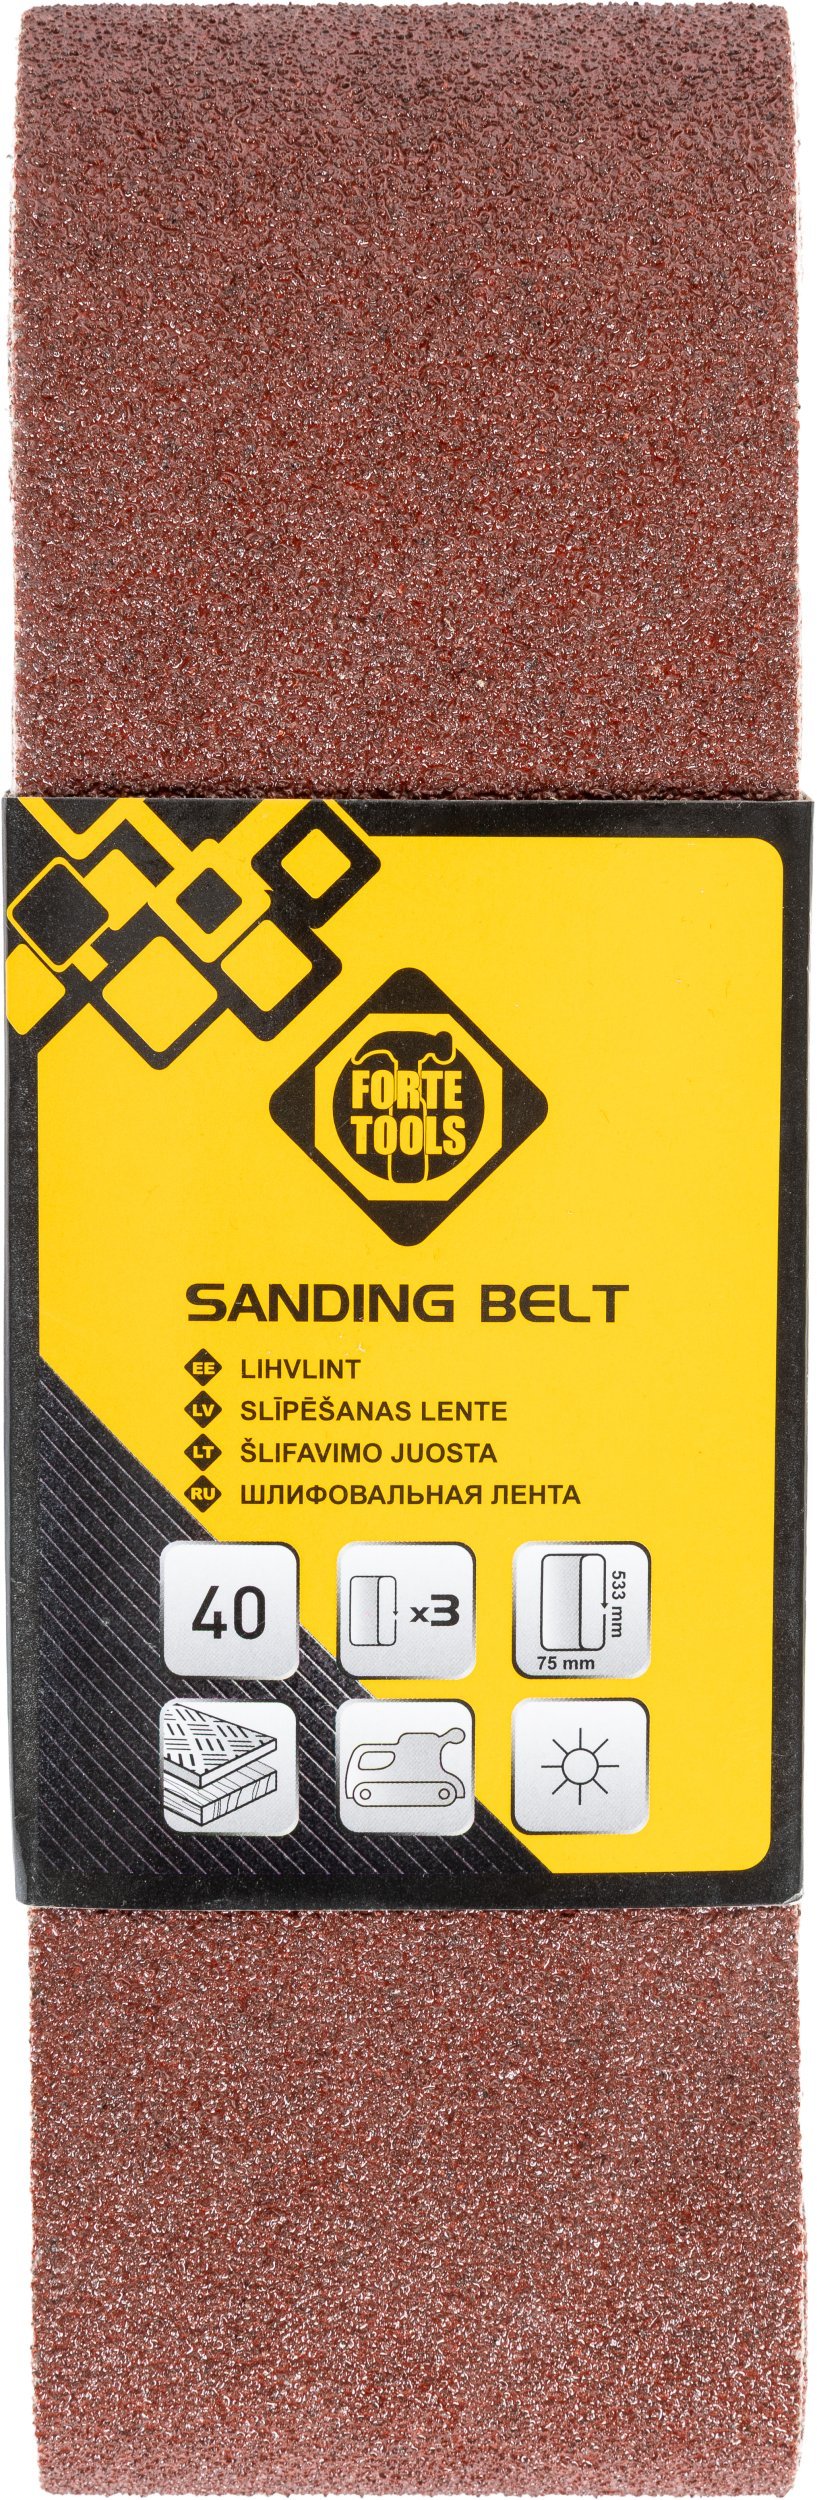 FORTE
TOOLS
SANDING BELT
EE LIHVLINT
LV SLĪPĒŠANAS LENTE
LT ŠLIFAVIMO JUOSTA
RU ШЛИФОВАЛЬНАЯ ЛЕНТА
40
x3
533 mm
75 mm